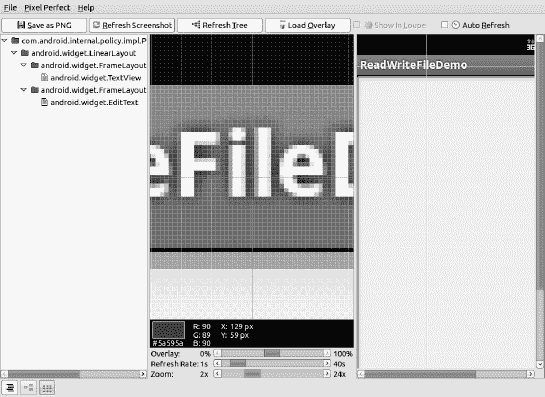 File Pixel Perfect Help
Save as PNG Refresh Screenshot Refresh Tree Load Overlay Show In Loupe Auto Refresh
com.android.internal.policy.impl.P
android.widget.LinearLayout
android.widget.FrameLayout
android.widget.TextView
android.widget.FrameLayout
android.widget.EditText
eFileD
3G
ReadWriteFileDemo
#5a595a
R: 90 X: 129 px
G: 89 Y: 59 px
B: 90
Overlay: 0% 100%
Refresh Rate: 1s 40s
Zoom: 2x 24x